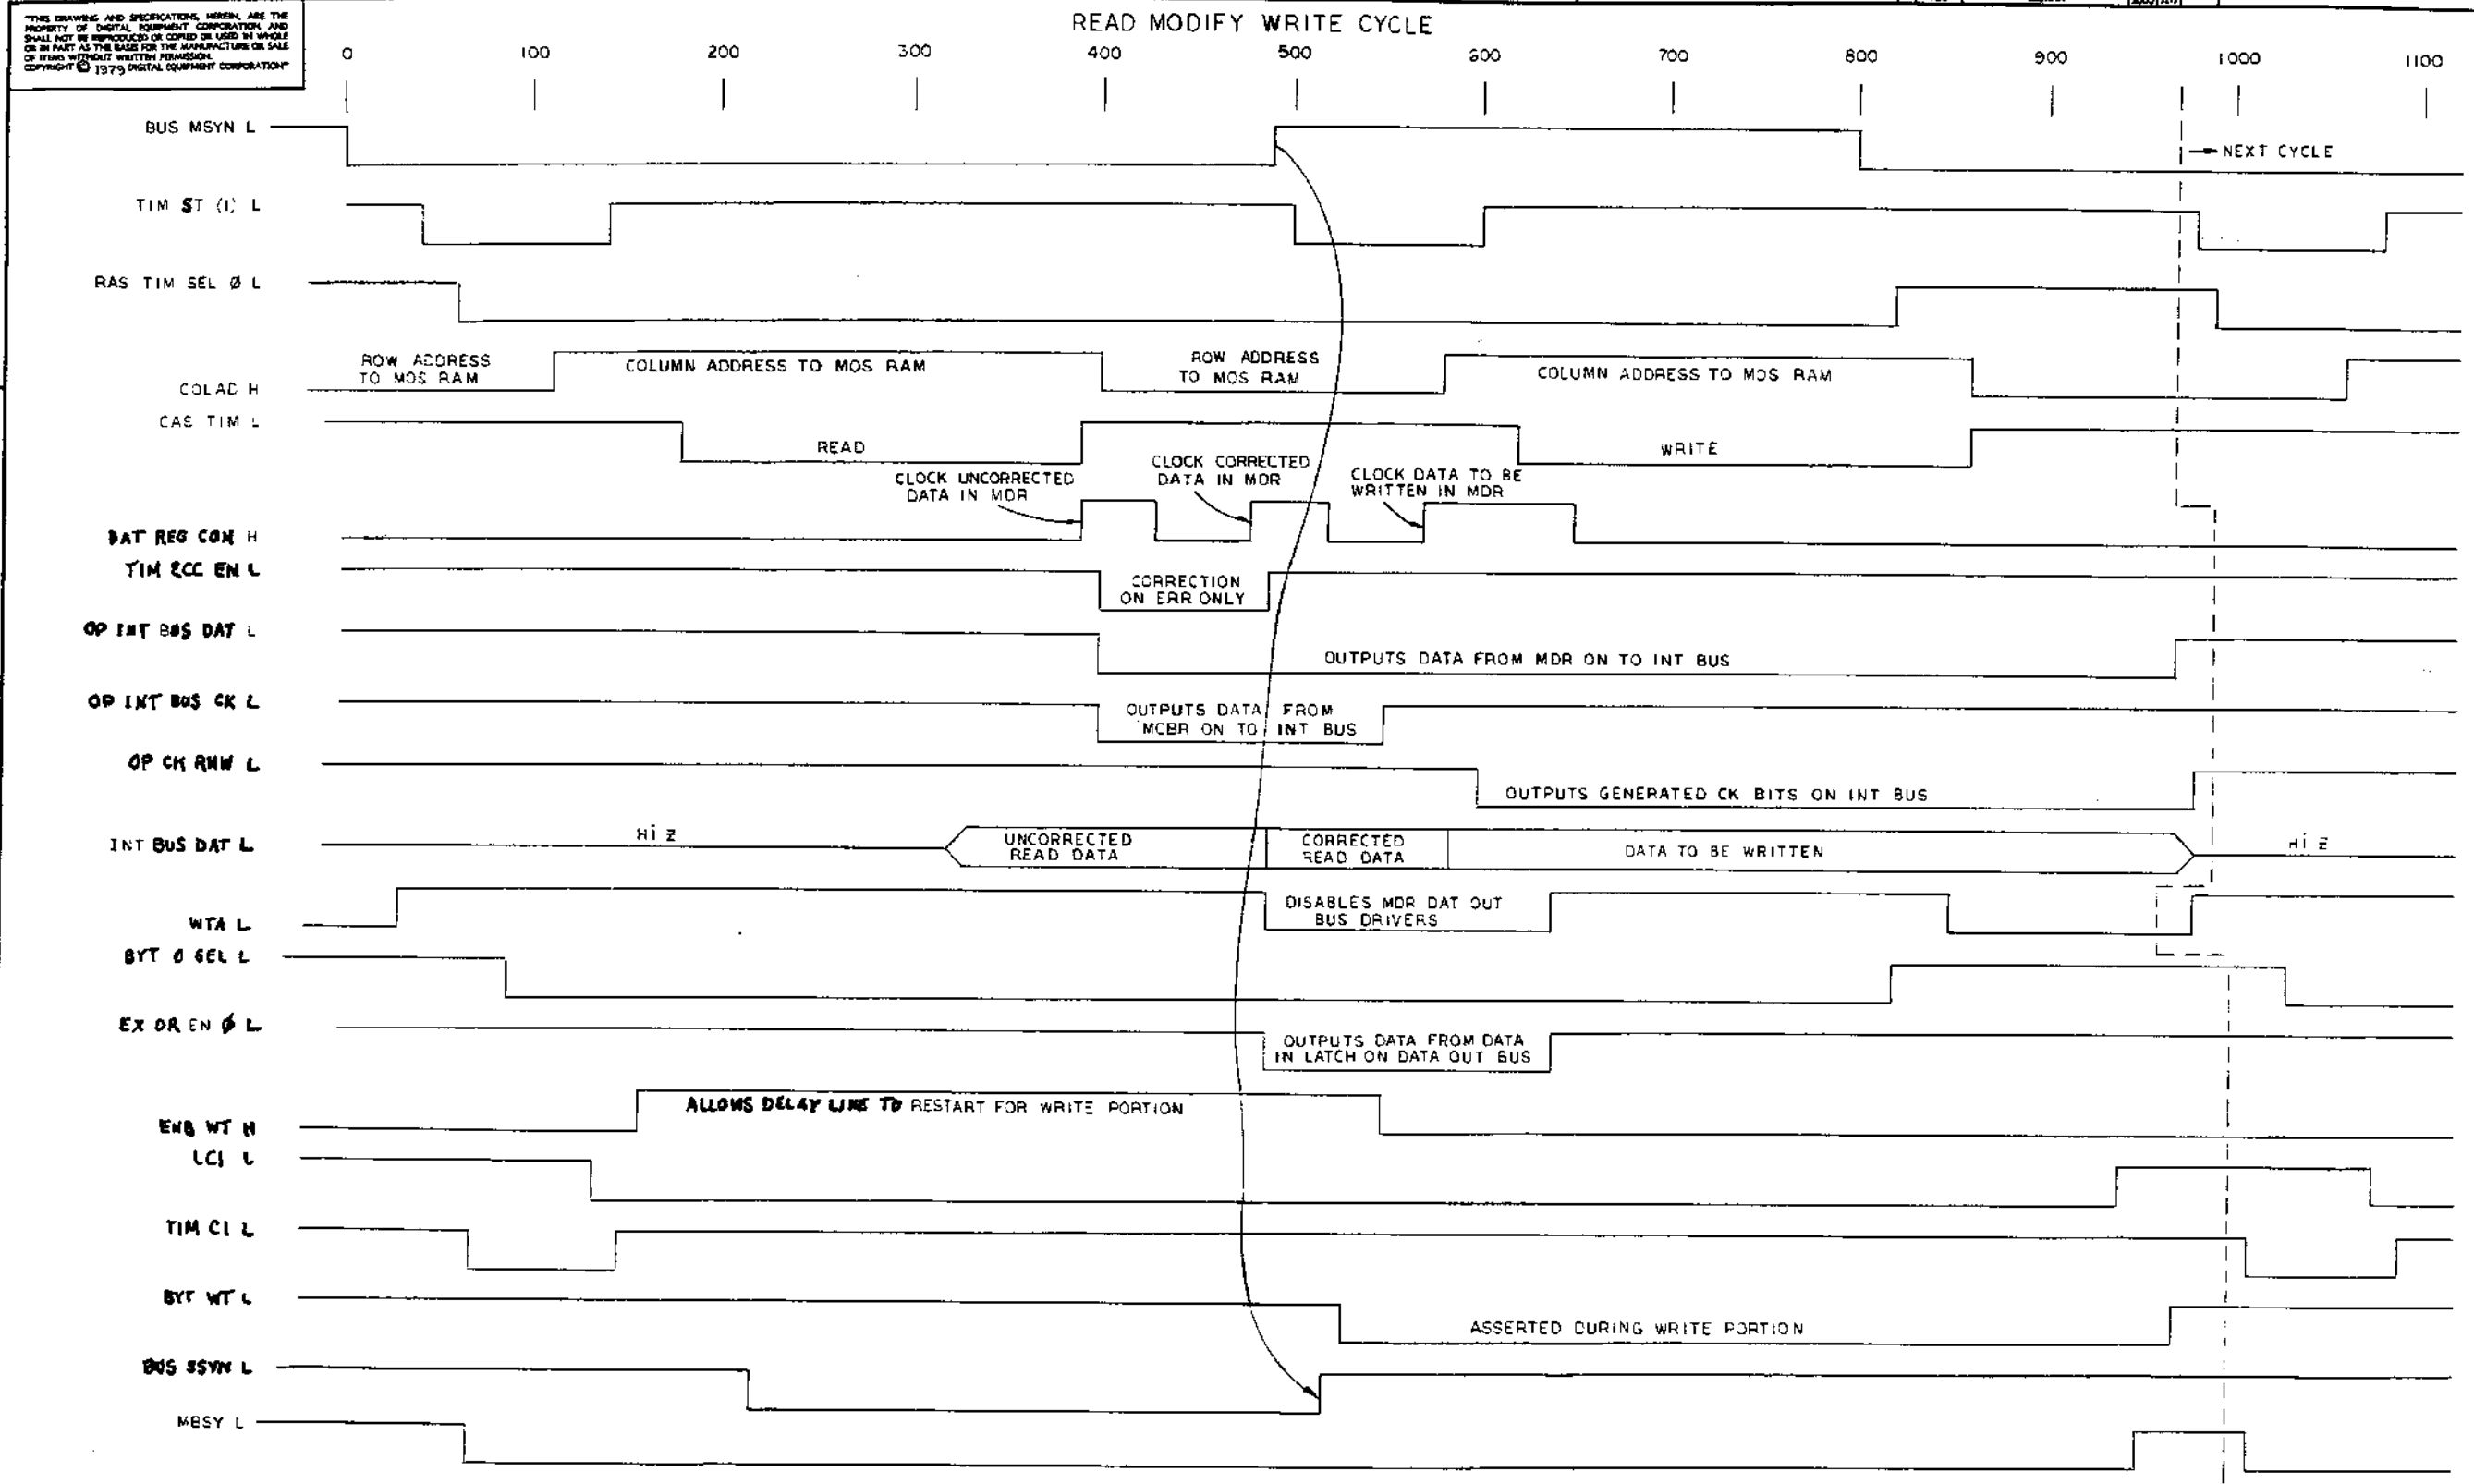 "THIS DRAWING AND SPECIFICATIONS, HEREIN, ARE THE
PROPERTY OF DIGITAL EQUIPMENT CORPORATION AND
SHALL NOT BE REPRODUCED OR COPIED OR USED IN WHOLE
OR IN PART AS THE BASIS FOR THE MANUFACTURE OR SALE
OF ITEMS WITHOUT WRITTEN PERMISSION.
COPYRIGHT © 1979 DIGITAL EQUIPMENT CORPORATION"
READ MODIFY WRITE CYCLE
0 100 200 300 400 500 600 700 800 900 1000 1100
BUS MSYN L
NEXT CYCLE
TIM ST (1) L
RAS TIM SEL Ø L
ROW ADDRESS
TO MOS RAM
COLUMN ADDRESS TO MOS RAM
ROW ADDRESS
TO MOS RAM
COLUMN ADDRESS TO MOS RAM
COLAD H
CAS TIM L
READ
WRITE
CLOCK UNCORRECTED
DATA IN MDR
CLOCK CORRECTED
DATA IN MDR
CLOCK DATA TO BE
WRITTEN IN MDR
DAT REG CON H
TIM ECC EN L
CORRECTION
ON ERR ONLY
OP INT BUS DAT L
OUTPUTS DATA FROM MDR ON TO INT BUS
OP INT BUS CK L
OUTPUTS DATA FROM
MCBR ON TO INT BUS
OP CK RMW L
OUTPUTS GENERATED CK BITS ON INT BUS
INT BUS DAT L
Hi Z
UNCORRECTED
READ DATA
CORRECTED
READ DATA
DATA TO BE WRITTEN
Hi Z
WTA L
DISABLES MDR DAT OUT
BUS DRIVERS
BYT 0 SEL L
EX DR EN Ø L
OUTPUTS DATA FROM DATA
IN LATCH ON DATA OUT BUS
ENB WT H
ALLOWS DELAY LINE TO RESTART FOR WRITE PORTION
LCI L
TIM CI L
BYT WT L
ASSERTED DURING WRITE PORTION
BUS SSYN L
MBSY L